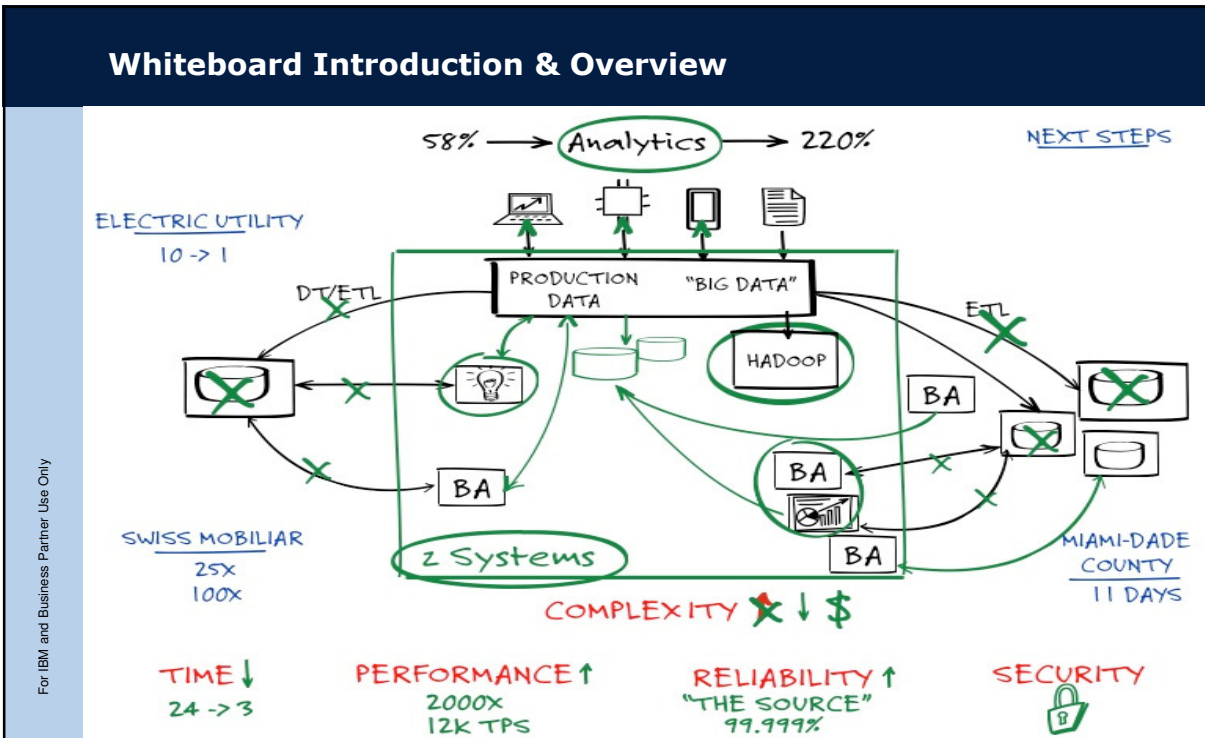 Whiteboard Introduction & Overview
58% Analytics 220%
NEXT STEPS
ELECTRIC UTILITY
10 -> 1
DT/ETL
PRODUCTION
DATA
"BIG DATA"
ETL
HADOOP
BA
BA
BA
BA
SWISS MOBILIAR
25X
100X
z Systems
MIAMI-DADE
COUNTY
11 DAYS
COMPLEXITY $
TIME
24 -> 3
PERFORMANCE
2000X
12K TPS
RELIABILITY
"THE SOURCE"
99.999%
SECURITY
For IBM and Business Partner Use Only